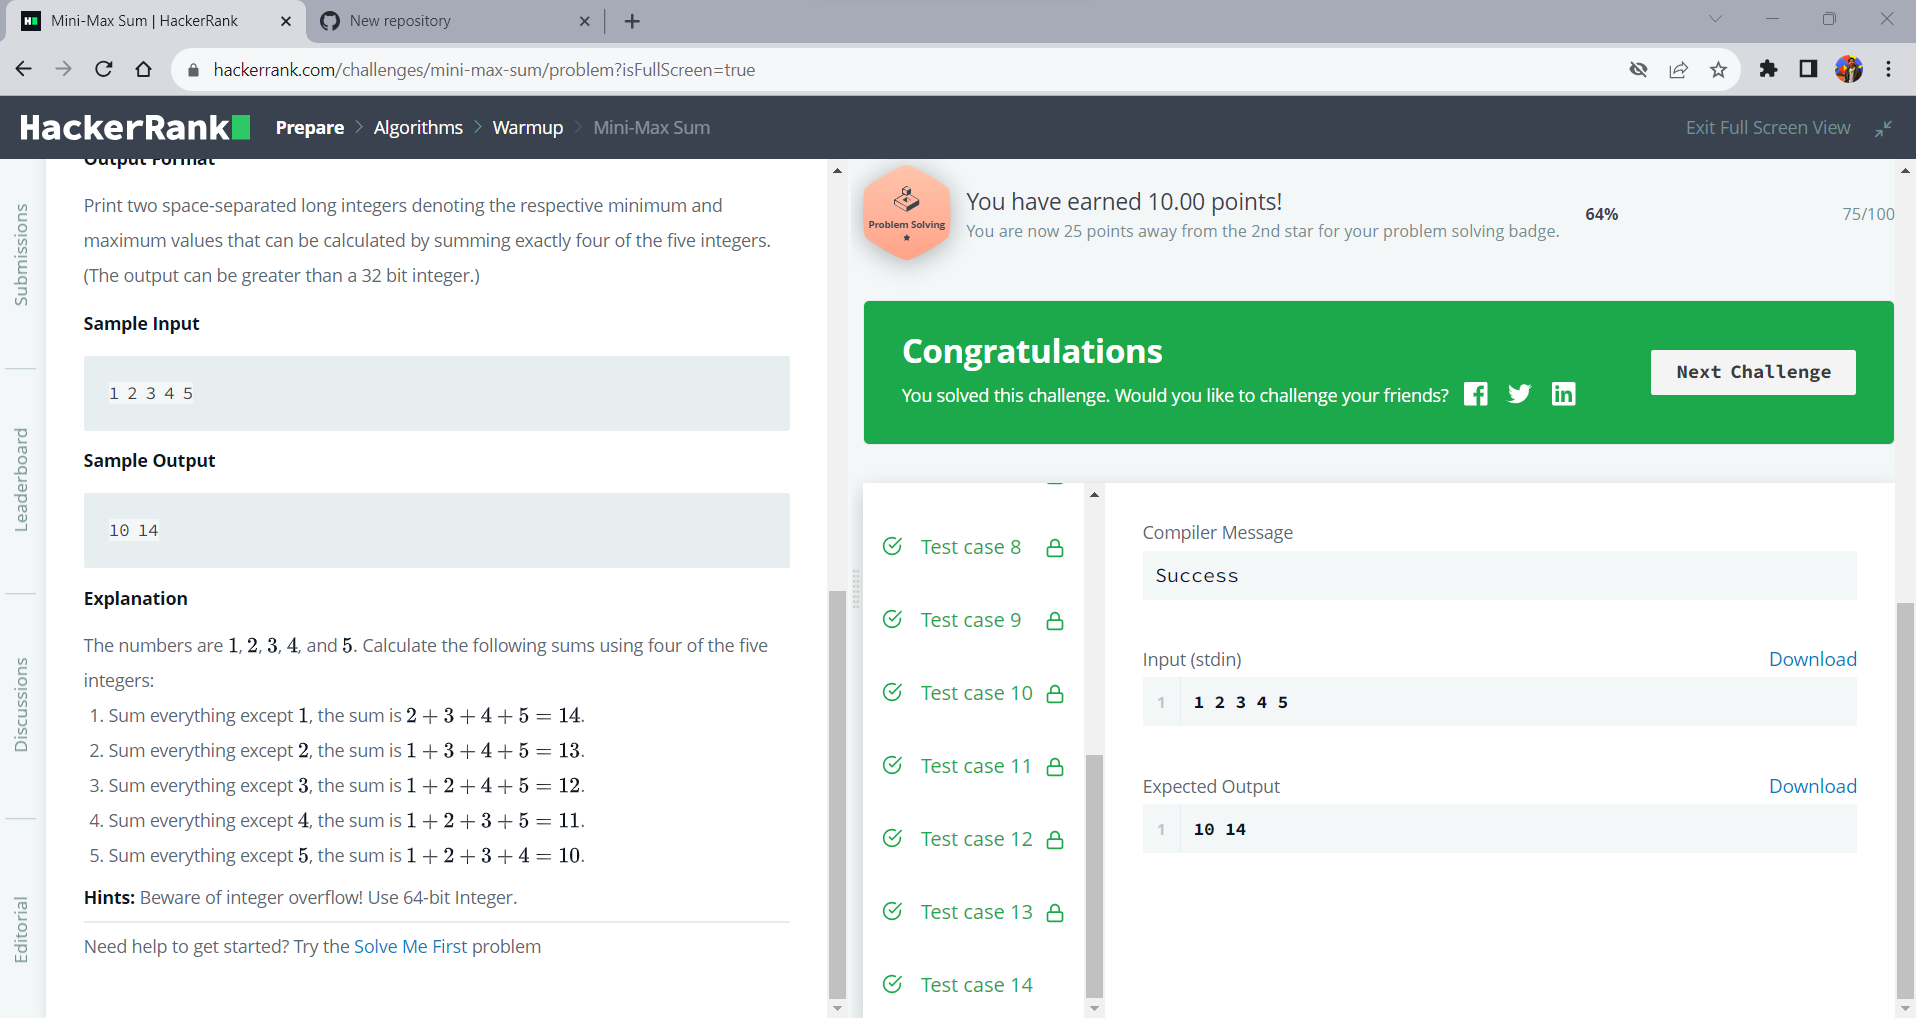 Mini-Max Sum | HackerRank
New repository
hackerrank.com/challenges/mini-max-sum/problem?isFullScreen=true
HackerRank
Prepare > Algorithms > Warmup > Mini-Max Sum
Exit Full Screen View
Submissions
Leaderboard
Discussions
Editorial
Output Format
Print two space-separated long integers denoting the respective minimum and
maximum values that can be calculated by summing exactly four of the five integers.
(The output can be greater than a 32 bit integer.)
Sample Input
1 2 3 4 5
Sample Output
10 14
Explanation
The numbers are 1, 2, 3, 4, and 5. Calculate the following sums using four of the five
integers:
1. Sum everything except 1, the sum is 2 + 3 + 4 + 5 = 14.
2. Sum everything except 2, the sum is 1 + 3 + 4 + 5 = 13.
3. Sum everything except 3, the sum is 1 + 2 + 4 + 5 = 12.
4. Sum everything except 4, the sum is 1 + 2 + 3 + 5 = 11.
5. Sum everything except 5, the sum is 1 + 2 + 3 + 4 = 10.
Hints: Beware of integer overflow! Use 64-bit Integer.
Need help to get started? Try the Solve Me First problem
Problem Solving
You have earned 10.00 points!
You are now 25 points away from the 2nd star for your problem solving badge.
64%
75/100
Congratulations
You solved this challenge. Would you like to challenge your friends?
Next Challenge
Test case 8
Test case 9
Test case 10
Test case 11
Test case 12
Test case 13
Test case 14
Compiler Message
Success
Input (stdin)
Download
1 1 2 3 4 5
Expected Output
Download
1 10 14